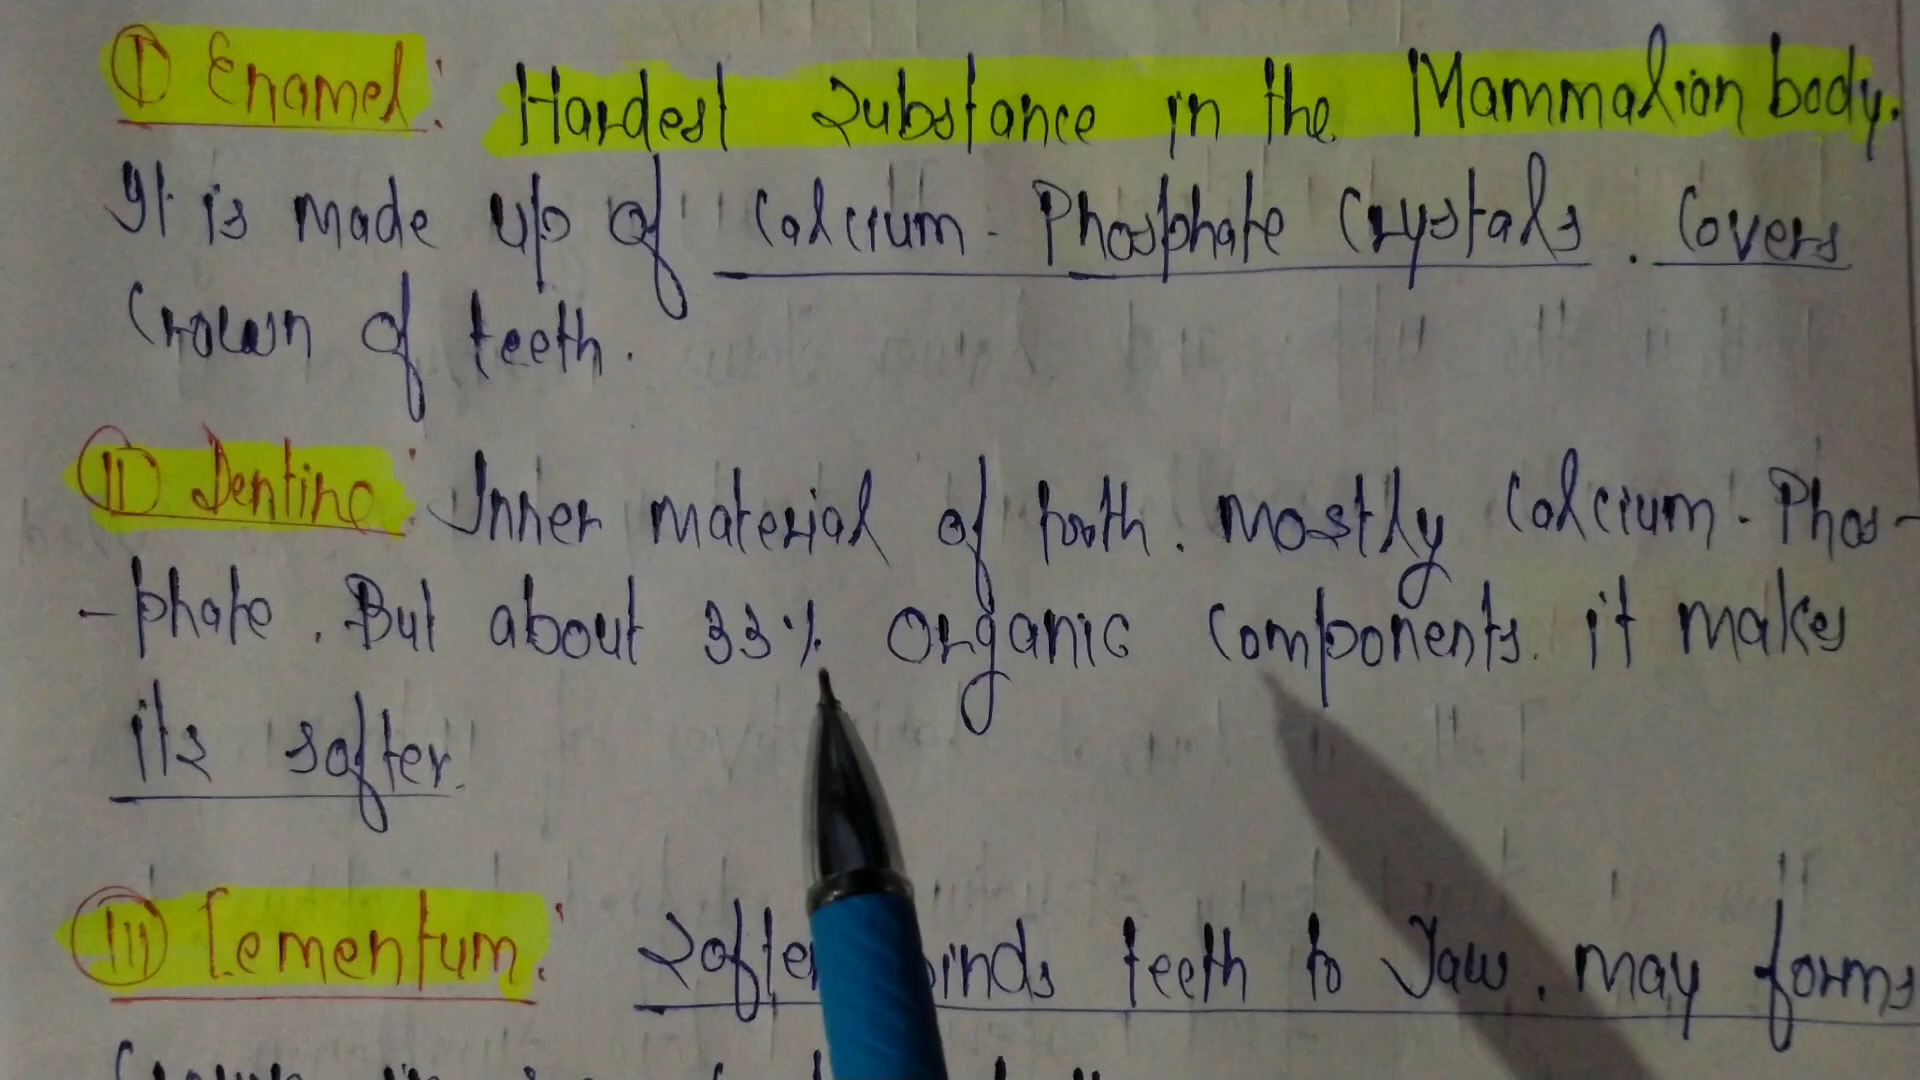 I Enamel: Hardest Substance in the Mammalian body.
It is made up of Calcium - Phosphate Crystals. Covers
Crown of teeth.
II Dentine: Inner material of tooth. mostly Calcium - Phos-
-phate. But about 33% Organic Components. it makes
its softer.
III Cementum: Softer binds teeth to Jaw. may forms
Crown in